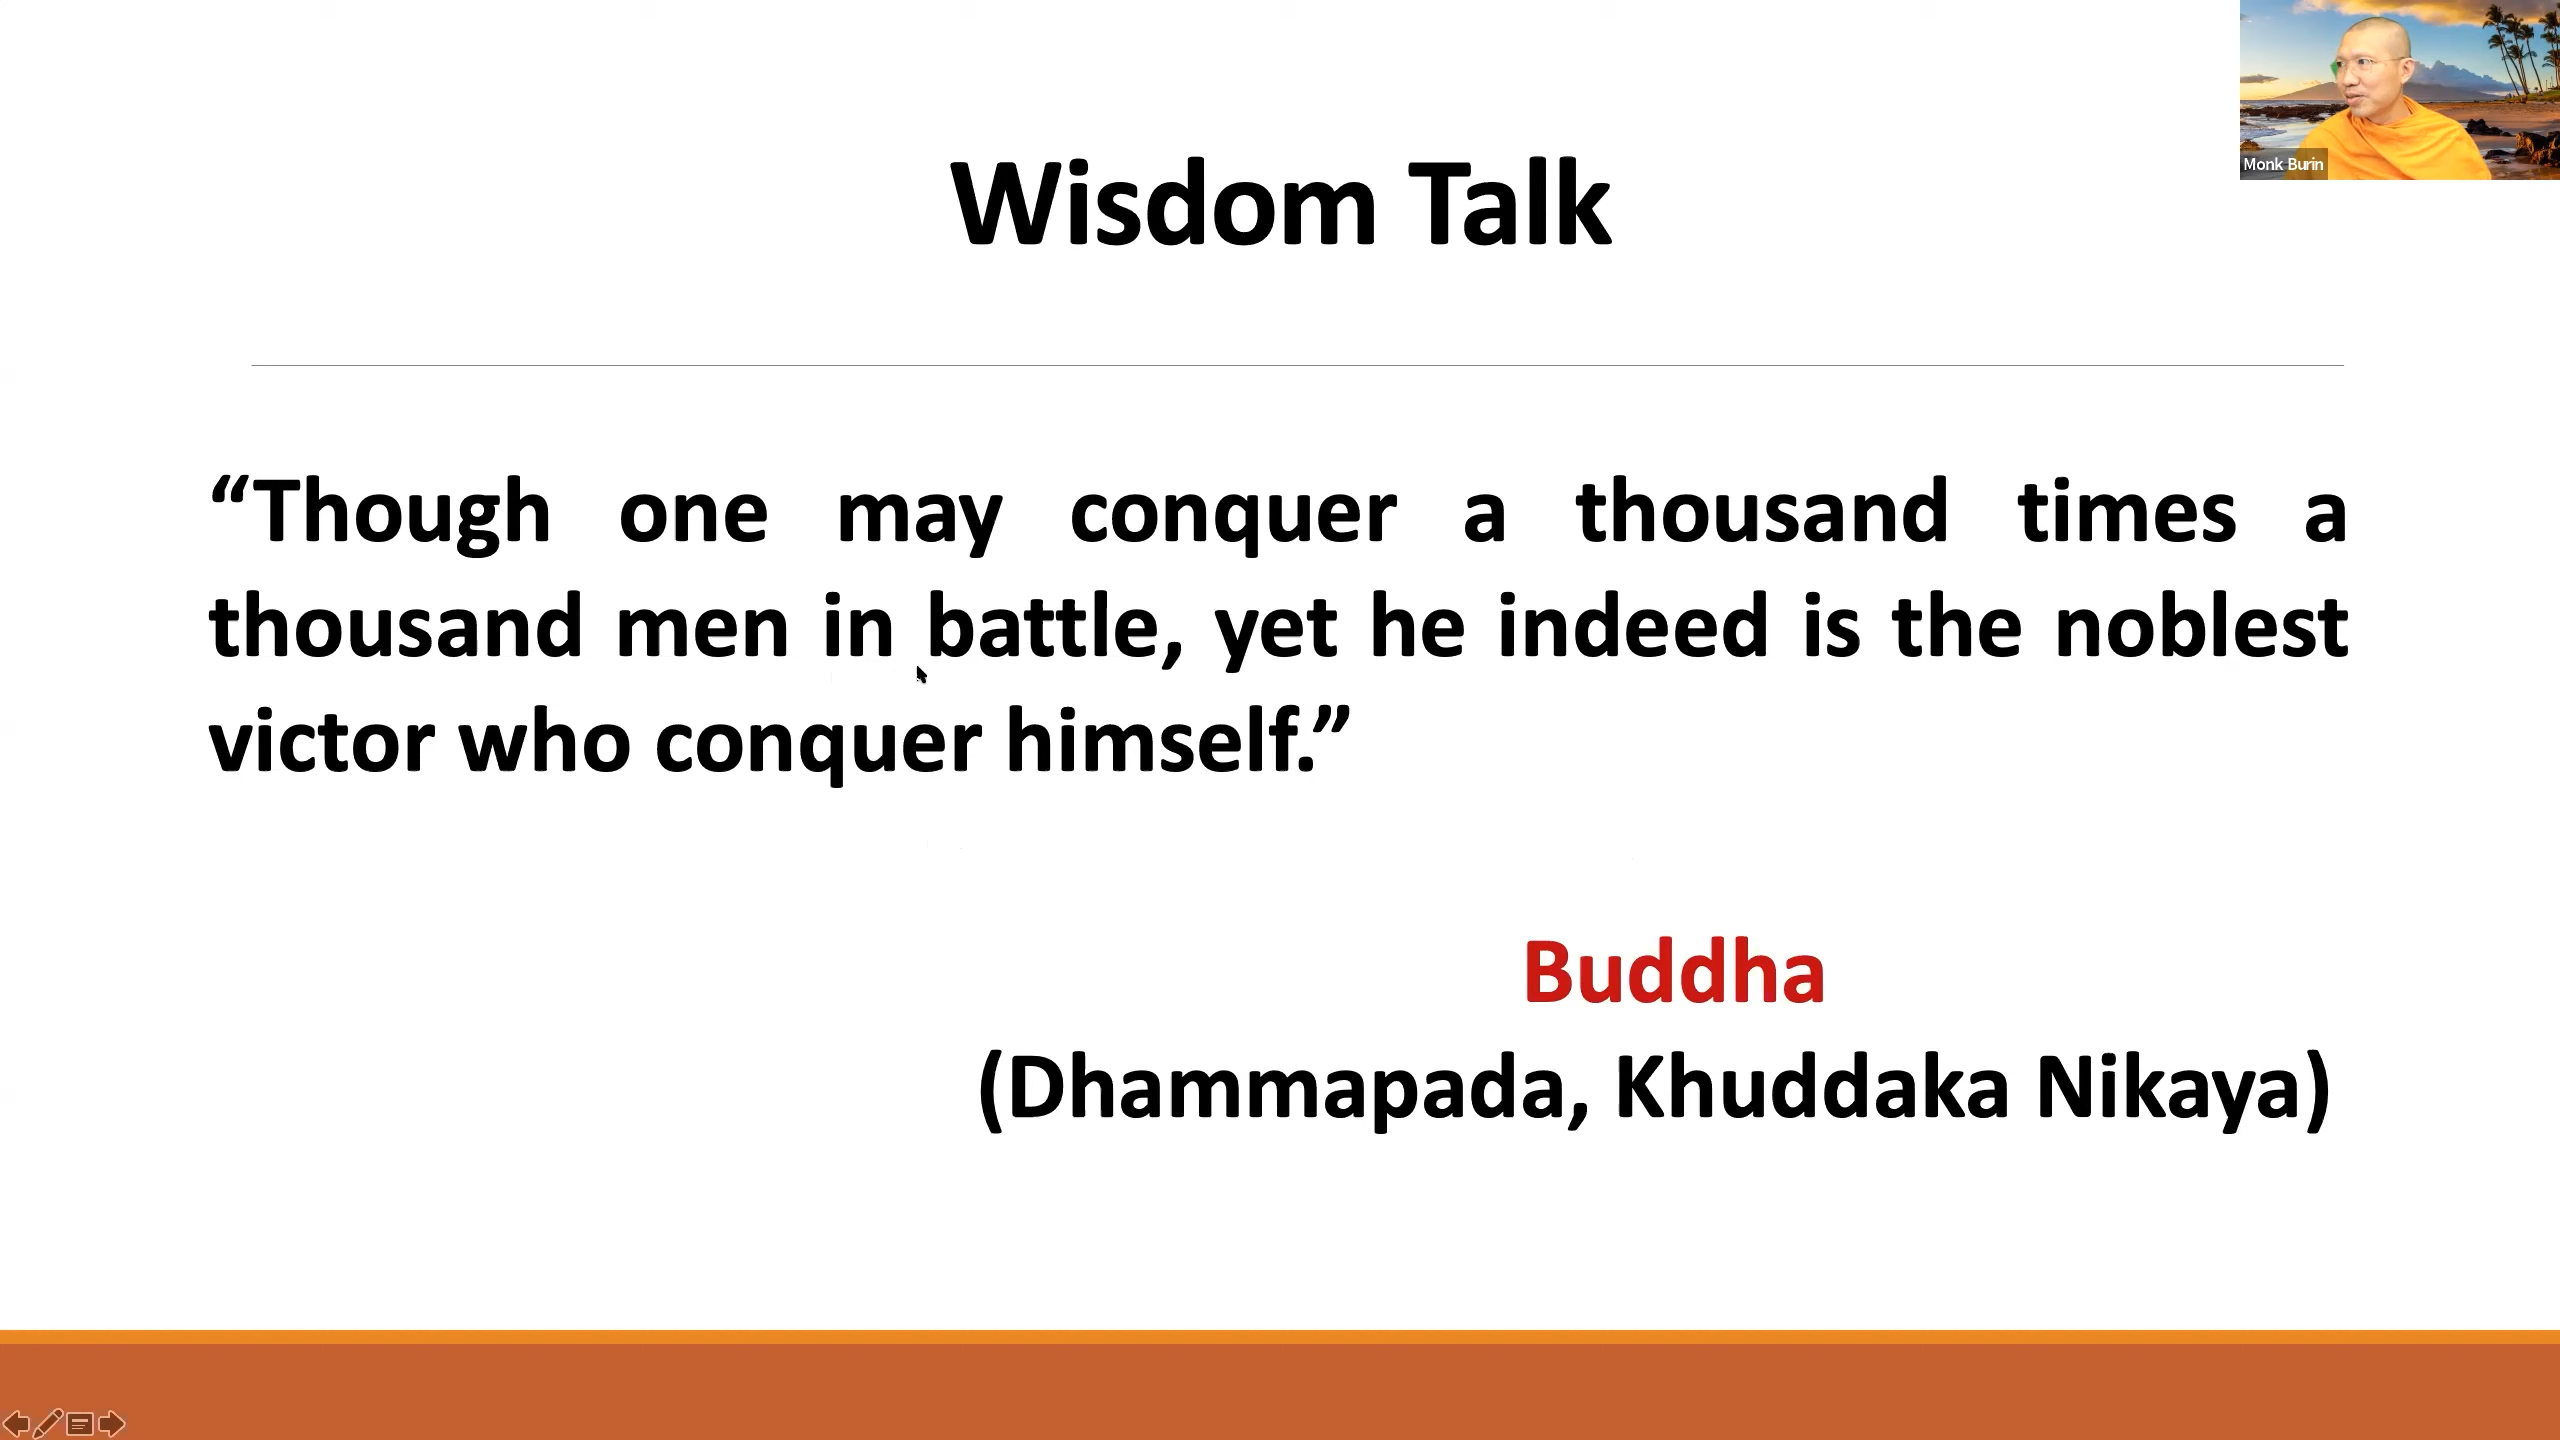 Wisdom Talk
Monk Burin
“Though one may conquer a thousand times a
thousand men in battle, yet he indeed is the noblest
victor who conquer himself.”
Buddha
(Dhammapada, Khuddaka Nikaya)